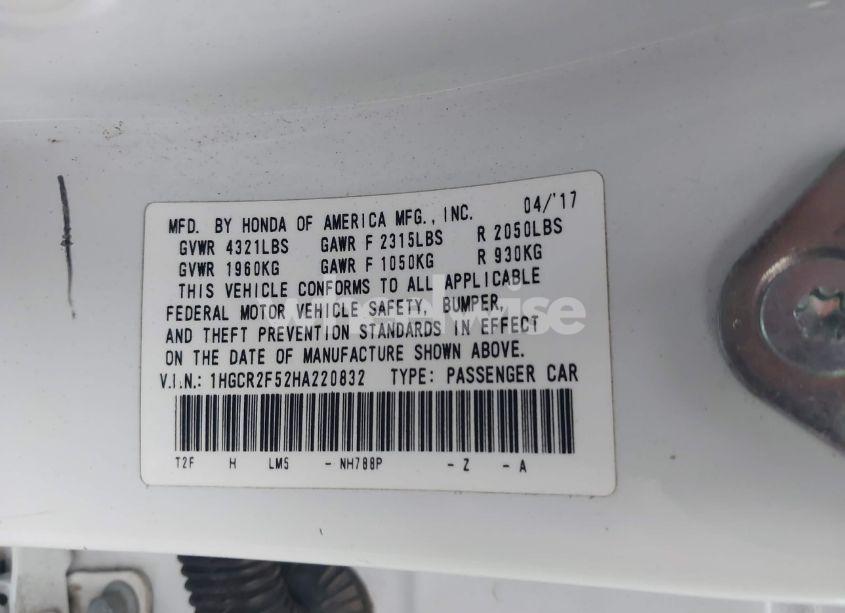 MFD. BY HONDA OF AMERICA MFG., INC. 04/'17
GVWR 4321LBS GAWR F 2315LBS R 2050LBS
GVWR 1960KG GAWR F 1050KG R 930KG
THIS VEHICLE CONFORMS TO ALL APPLICABLE
FEDERAL MOTOR VEHICLE SAFETY, BUMPER,
AND THEFT PREVENTION STANDARDS IN EFFECT
ON THE DATE OF MANUFACTURE SHOWN ABOVE.
V.I.N.: 1HGCR2F52HA220832 TYPE: PASSENGER CAR
T2F H LM5 - NH788P - Z - A
wheelwise